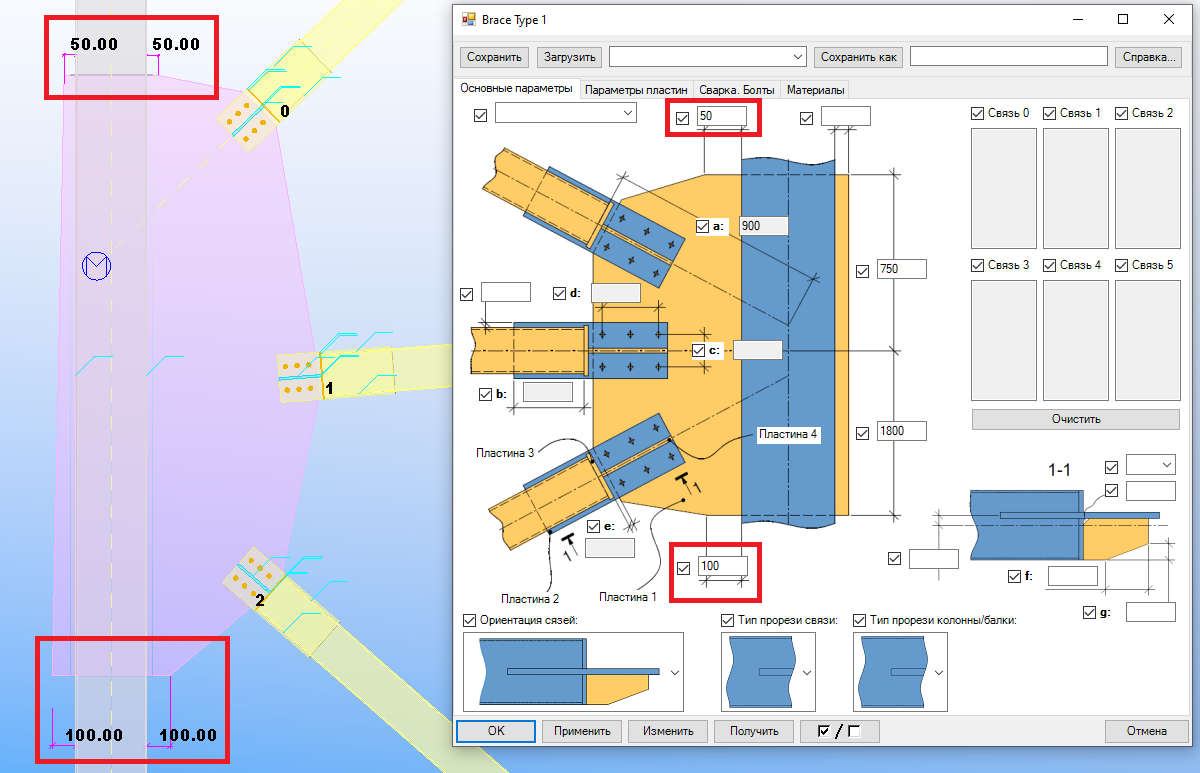 50.00 50.00
0
1
2
100.00 100.00
Brace Type 1
Сохранить Загрузить Сохранить как Справка...
Основные параметры Параметры пластин Сварка. Болты Материалы
50
Связь 0 Связь 1 Связь 2
a: 900
750
Связь 3 Связь 4 Связь 5
d:
c:
b:
Очистить
1800
Пластина 4
Пластина 3
1-1
1
e:
1
100
f:
Пластина 2 Пластина 1
g:
Ориентация сязей: Тип прорези связи: Тип прорези колонны/балки:
OK Применить Изменить Получить / Отмена